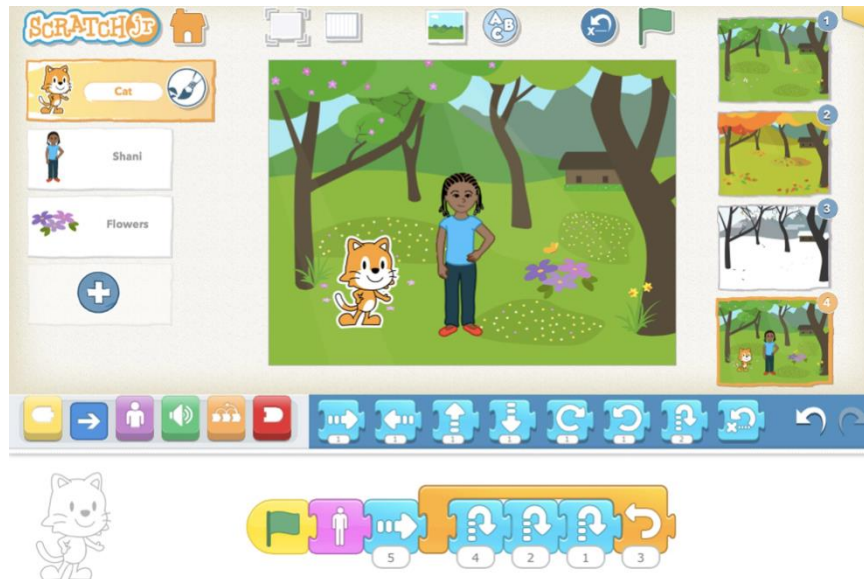 SCRATCH Jr
A
B C
1
Cat
2
Shani
3
Flowers
4
1 1 1 1 1 1 2
5 4 2 1 3